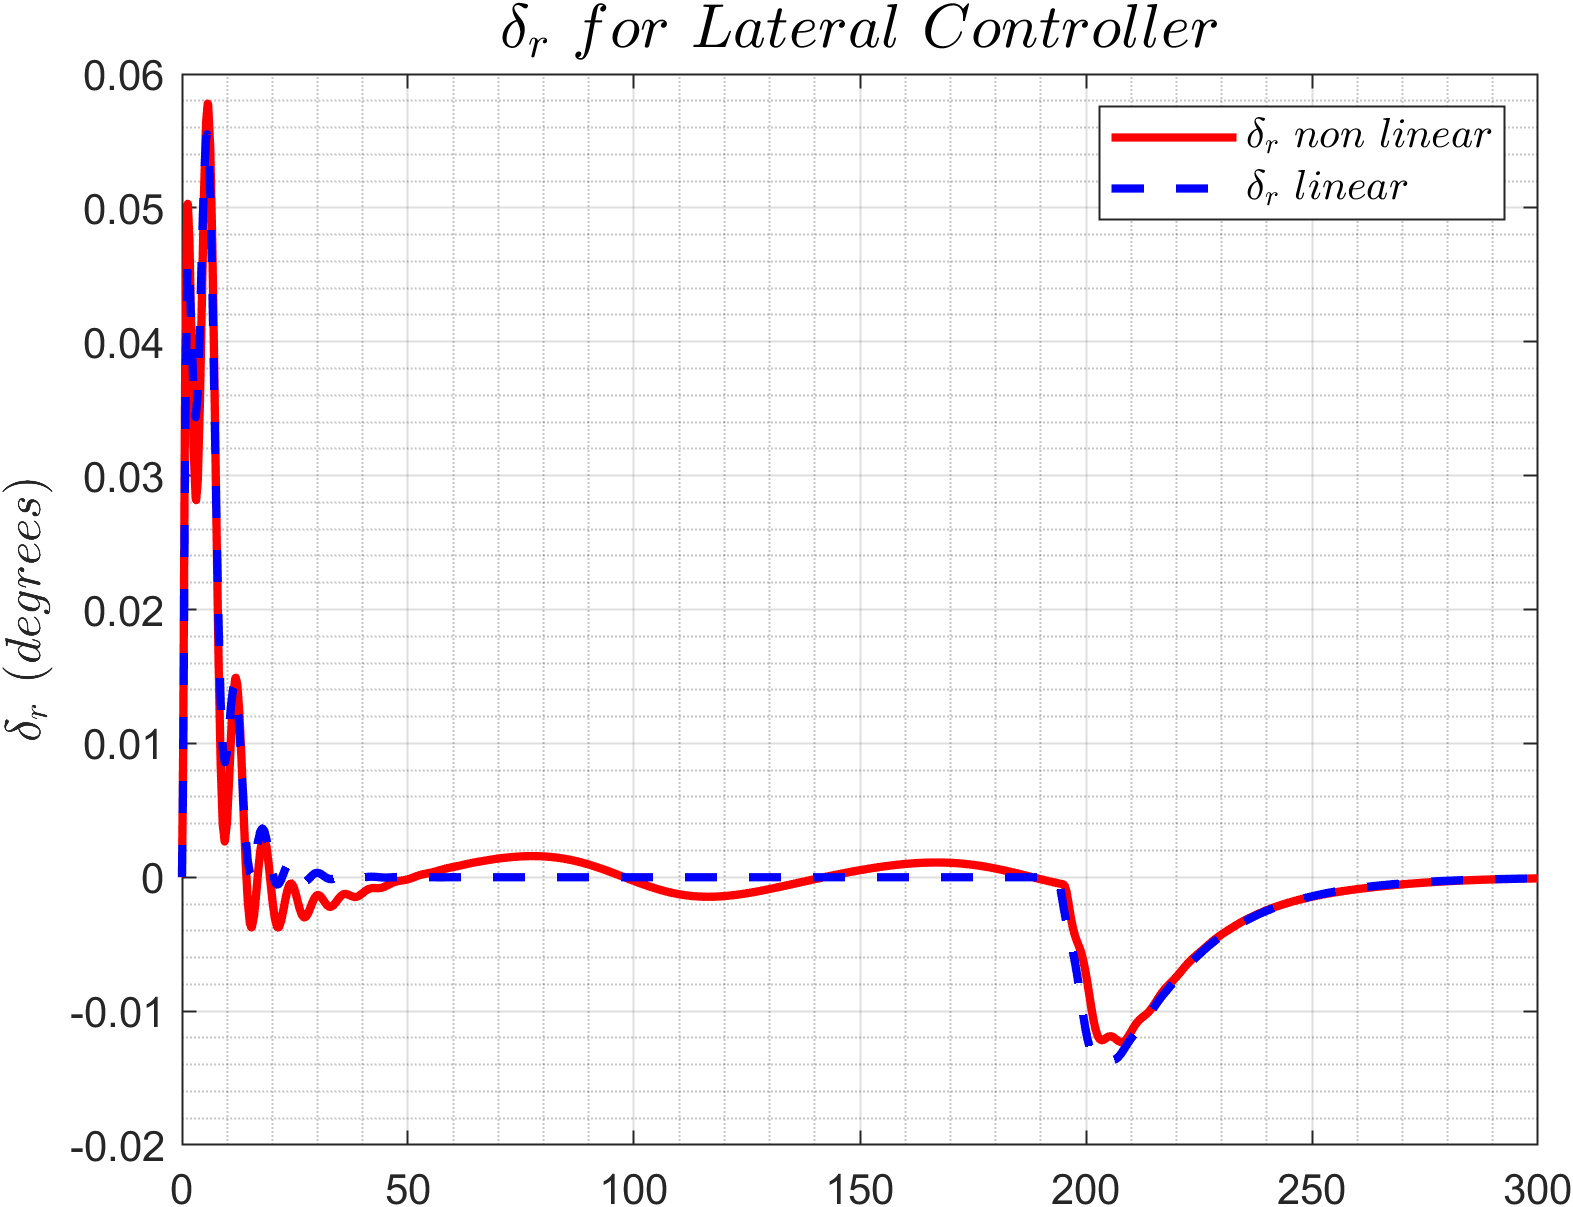 δr for Lateral Controller
0.06
0.05
0.04
0.03
0.02
0.01
0
-0.01
-0.02
δr (degrees)
δr non linear
δr linear
0 50 100 150 200 250 300